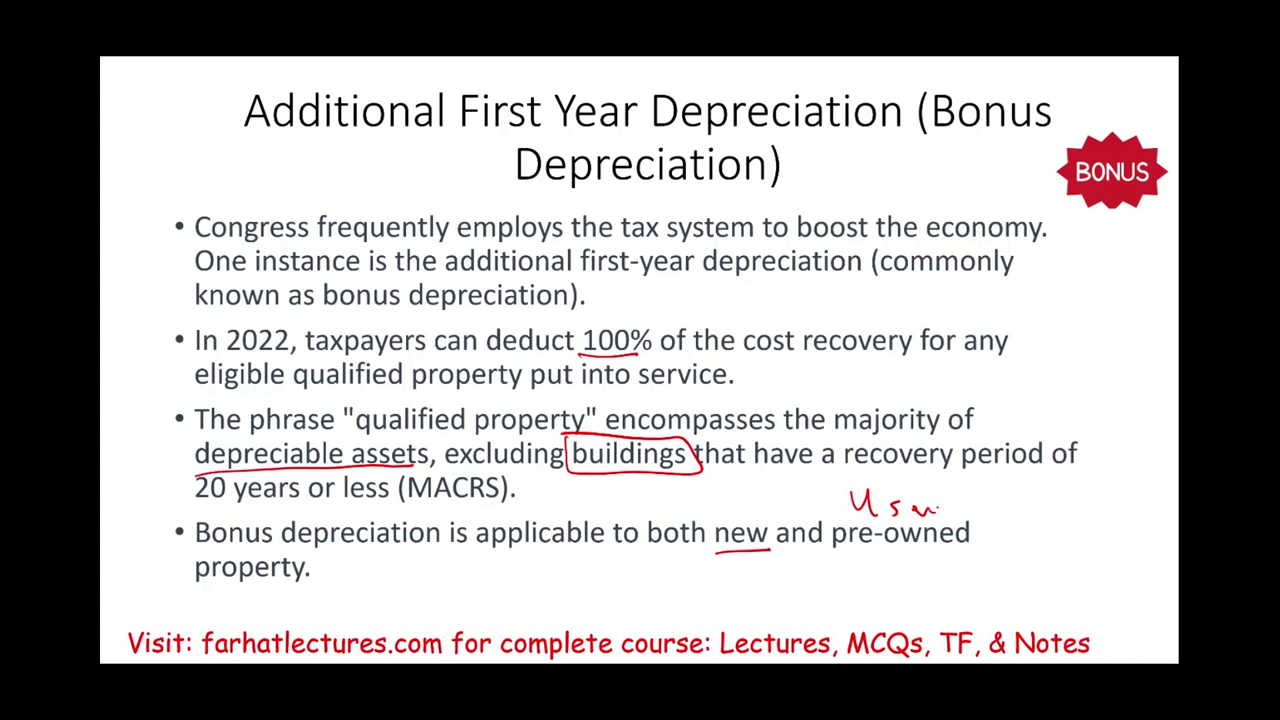 Additional First Year Depreciation (Bonus
Depreciation)
BONUS
• Congress frequently employs the tax system to boost the economy.
One instance is the additional first-year depreciation (commonly
known as bonus depreciation).
• In 2022, taxpayers can deduct 100% of the cost recovery for any
eligible qualified property put into service.
• The phrase "qualified property" encompasses the majority of
depreciable assets, excluding buildings that have a recovery period of
20 years or less (MACRS).
• Bonus depreciation is applicable to both new and pre-owned
property.
Visit: farhatlectures.com for complete course: Lectures, MCQs, TF, & Notes